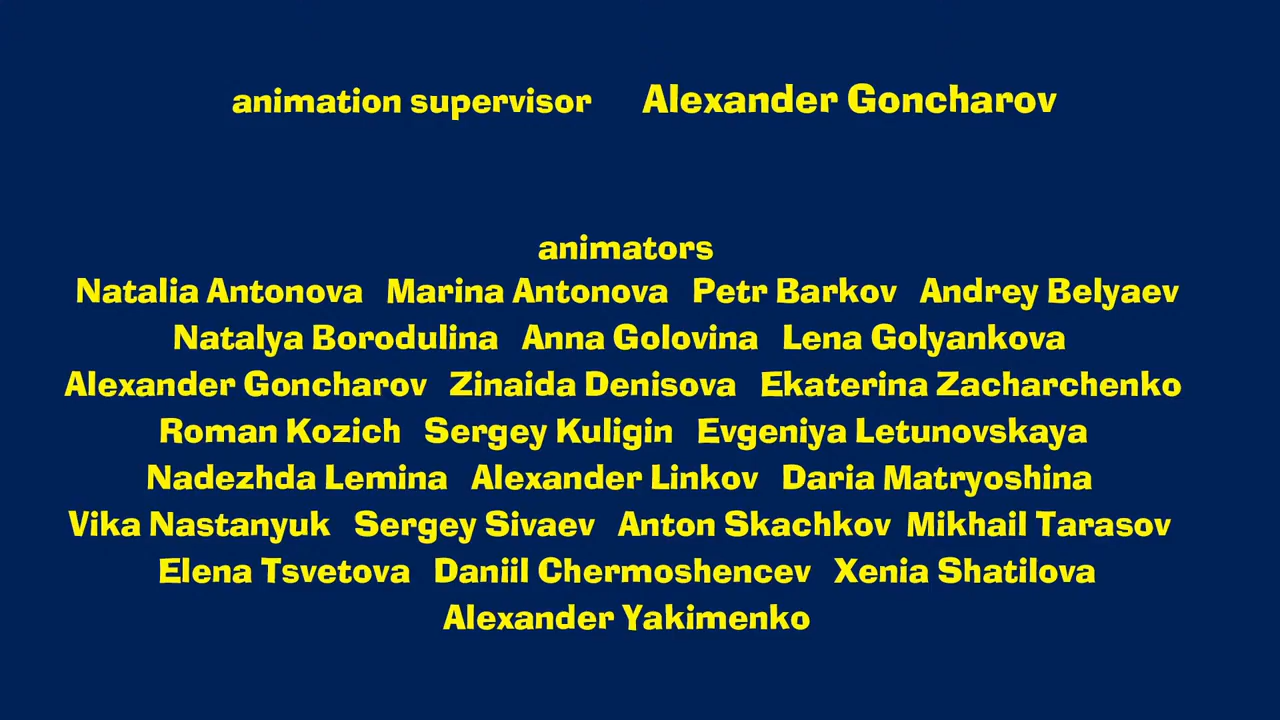 animation supervisor Alexander Goncharov
animators
Natalia Antonova Marina Antonova Petr Barkov Andrey Belyaev
Natalya Borodulina Anna Golovina Lena Golyankova
Alexander Goncharov Zinaida Denisova Ekaterina Zacharchenko
Roman Kozich Sergey Kuligin Evgeniya Letunovskaya
Nadezhda Lemina Alexander Linkov Daria Matryoshina
Vika Nastanyuk Sergey Sivaev Anton Skachkov Mikhail Tarasov
Elena Tsvetova Daniil Chermoshencev Xenia Shatilova
Alexander Yakimenko